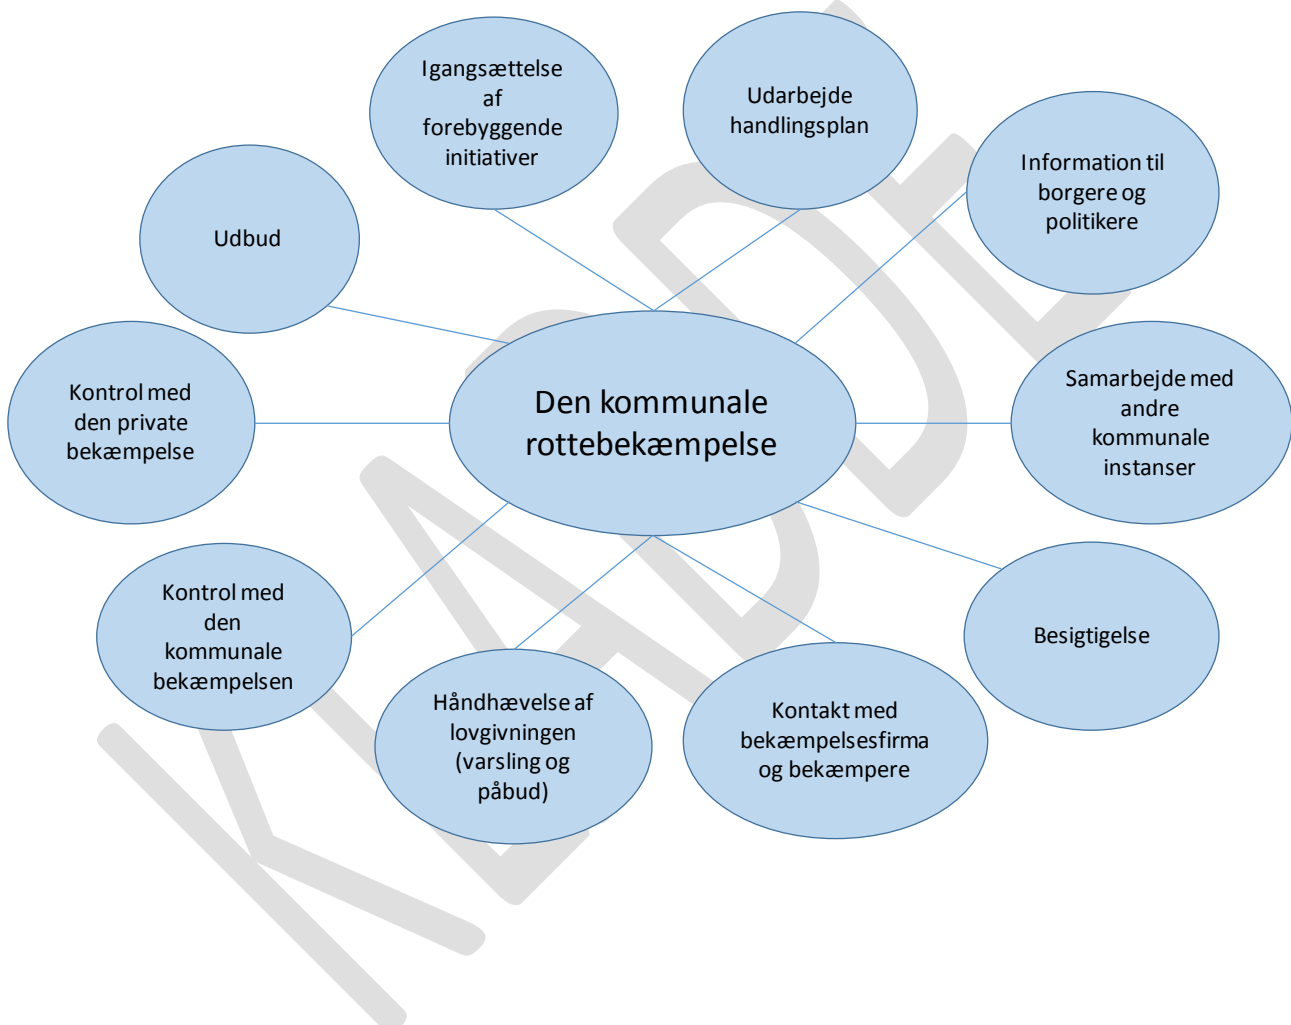 Igangsættelse
af
forebyggende
initiativer
Udarbejde
handlingsplan
Information til
borgere og
politikere
Udbud
Den kommunale
rottebekæmpelse
Kontrol med
den private
bekæmpelse
Samarbejde med
andre
kommunale
instanser
Kontrol med
den
kommunale
bekæmpelsen
Besigtigelse
Håndhævelse af
lovgivningen
(varsling og
påbud)
Kontakt med
bekæmpelsesfirma
og bekæmpere
KLADDE